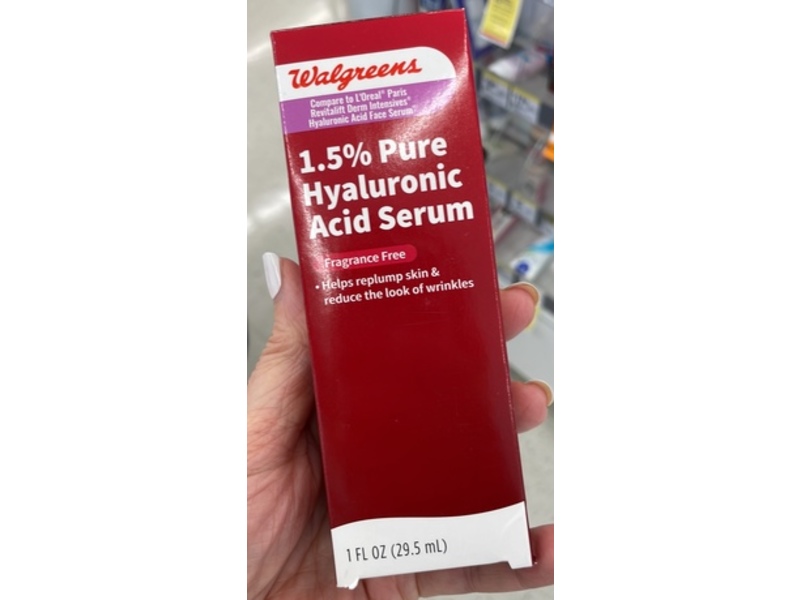 Walgreens
Compare to L'Oreal® Paris
Revitalift Derm Intensives®
Hyaluronic Acid Face Serum
1.5% Pure
Hyaluronic
Acid Serum
Fragrance Free
• Helps replump skin &
reduce the look of wrinkles
1 FL OZ (29.5 mL)